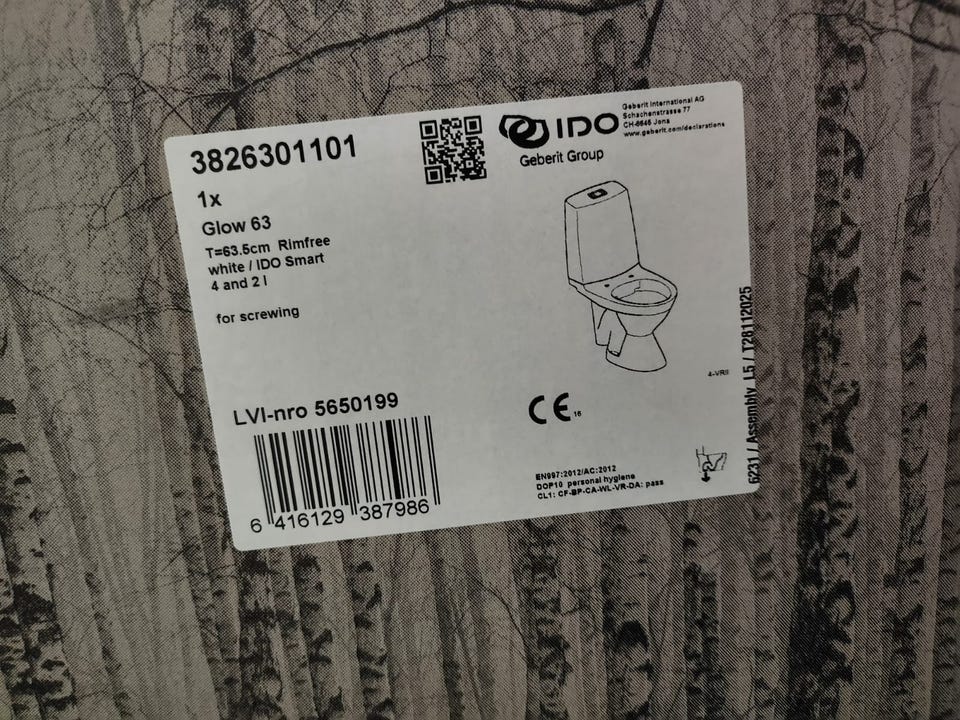 3826301101
1x
Glow 63
T=63.5cm Rimfree
white / IDO Smart
4 and 2 l
for screwing
IDO
Geberit Group
Geberit International AG
Schachenstrasse 77
CH-8645 Jona
www.geberit.com/declarations
4-VRII
LVI-nro 5650199
6 416129 387986
CE 16
EN997:2012/AC:2012
DOP10 personal hygiene
CL1: CF-BP-CA-WL-VR-DA: pass
6231 / Assembly L5 / T28112025